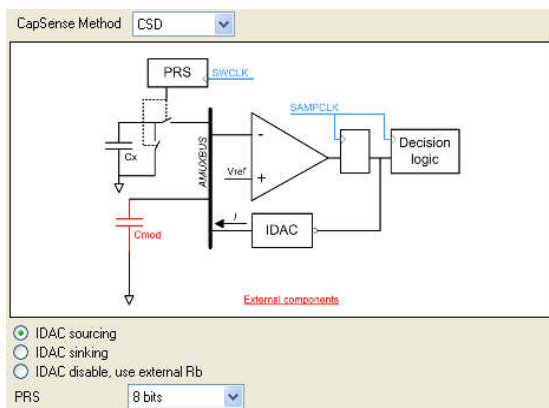 CapSense Method CSD
PRS
SWCLK
SAMPCLK
Cx
AMUXBUS
-
Vref
+
Decision
logic
I
IDAC
Cmod
External components
IDAC sourcing
IDAC sinking
IDAC disable, use external Rb
PRS 8 bits